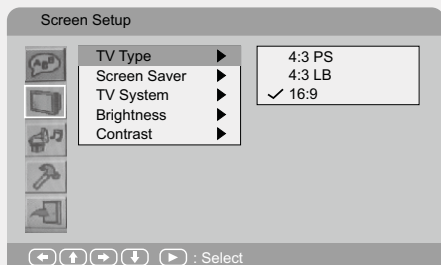 Screen Setup
TV Type
Screen Saver
TV System
Brightness
Contrast
4:3 PS
4:3 LB
16:9
: Select